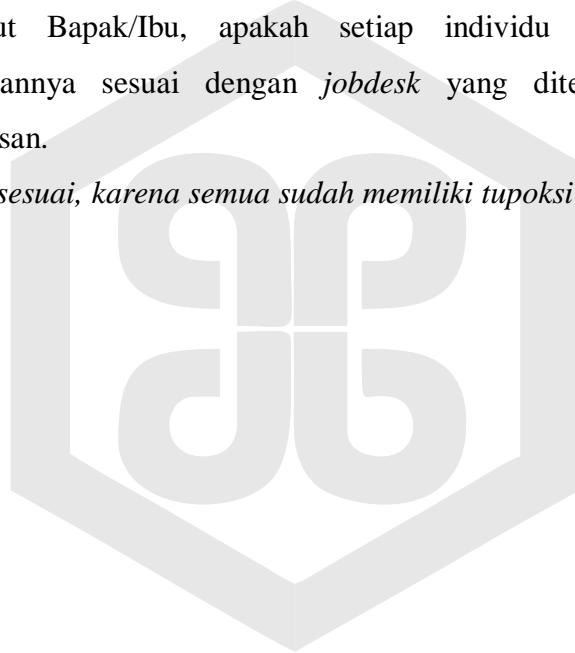 ut Bapak/Ibu, apakah setiap individu
annya sesuai dengan jobdesk yang dite
san.
sesuai, karena semua sudah memiliki tupoksi